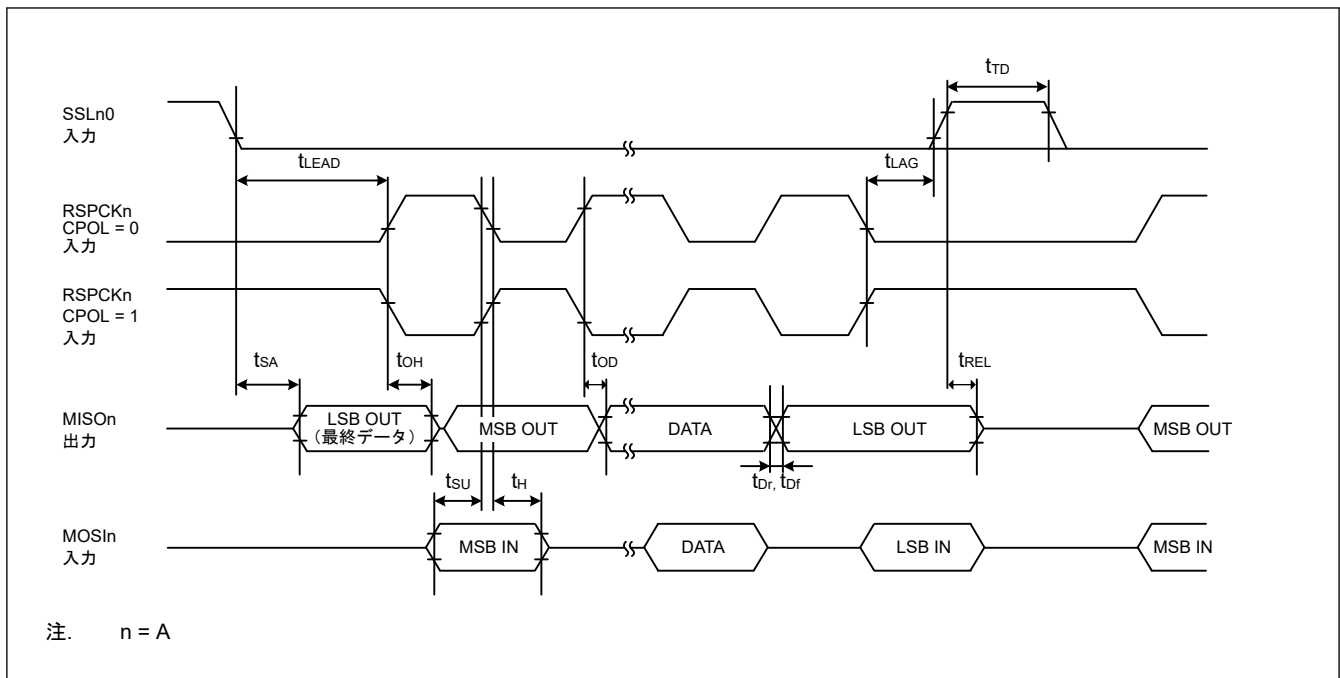 tTD
SSLn0
入力
tLEAD
tLAG
RSPCKn
CPOL = 0
入力
RSPCKn
CPOL = 1
入力
tSA
tOH
tOD
tREL
MISOn
出力
LSB OUT
(最終データ)
MSB OUT
DATA
LSB OUT
MSB OUT
tSU
tH
tDr, tDf
MOSIn
入力
MSB IN
DATA
LSB IN
MSB IN
注. n = A